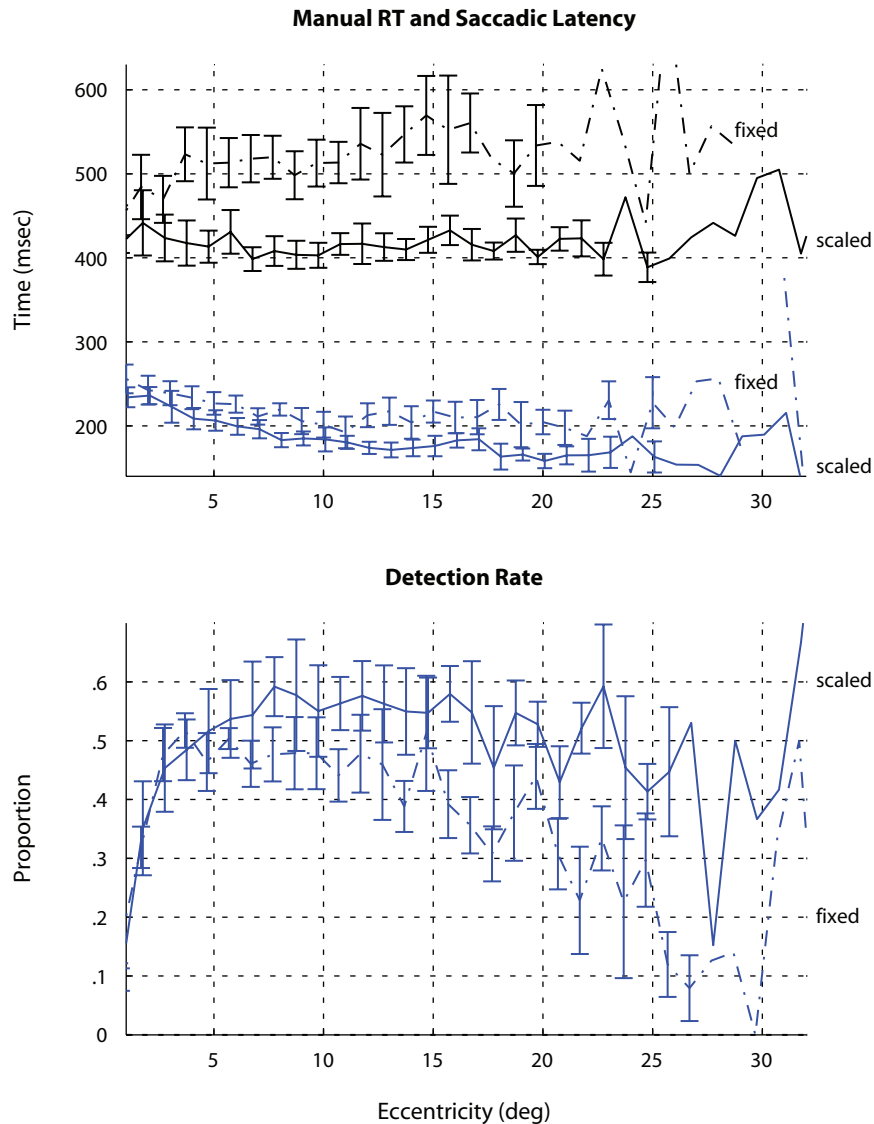 Manual RT and Saccadic Latency
Time (msec)
600
500
400
300
200
fixed
scaled
fixed
scaled
5 10 15 20 25 30
Detection Rate
Proportion
.6
.5
.4
.3
.2
.1
0
scaled
fixed
5 10 15 20 25 30
Eccentricity (deg)